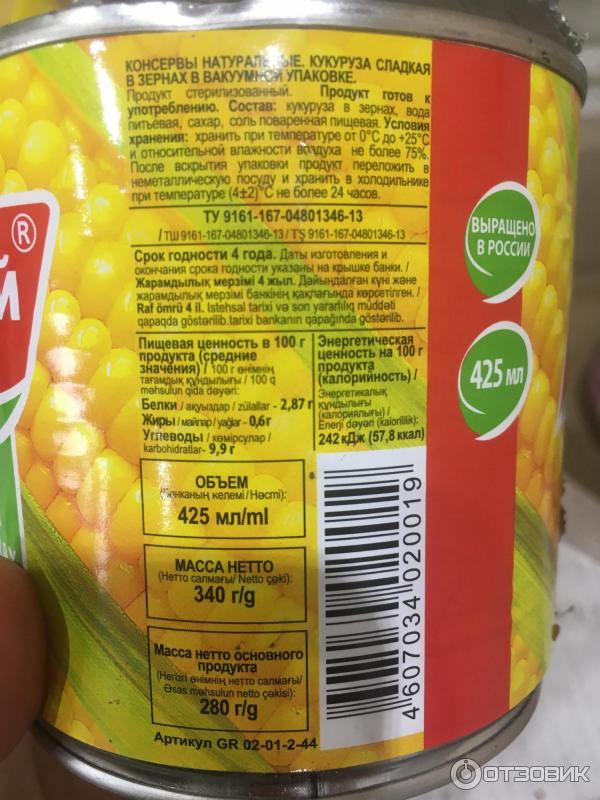 КОНСЕРВЫ НАТУРАЛЬНЫЕ. КУКУРУЗА СЛАДКАЯ
В ЗЕРНАХ В ВАКУУМНОЙ УПАКОВКЕ.
Продукт стерилизованный. Продукт готов к
употреблению. Состав: кукуруза в зернах, вода
питьевая, сахар, соль поваренная пищевая. Условия
хранения: хранить при температуре от 0°С до +25°С
и относительной влажности воздуха не более 75%.
После вскрытия упаковки продукт переложить в
неметаллическую посуду и хранить в холодильнике
при температуре (4±2)°С не более 24 часов.
ТУ 9161-167-04801346-13
/ ТШ 9161-167-04801346-13 / TŞ 9161-167-04801346-13
Срок годности 4 года. Даты изготовления и
окончания срока годности указаны на крышке банки. /
Жарамдылық мерзімі 4 жыл. Дайындалған күні және
жарамдылық мерзімі банкінің қақпағында көрсетілген. /
Raf ömrü 4 il. Istehsal tarixi və son yararlılıq müddəti
qapaqda göstərilib.tarixi bankanın qapağında göstərilib.
Пищевая ценность в 100 г
продукта (средние
значения) / 100 г өнімнің
тағамдық құндылығы / 100 q
məhsulun qida dəyəri:
Белки / ақуыздар / zülallar - 2,87 г
Жиры / майлар / yağlar - 0,6г
Углеводы / көмірсулар /
karbohidratlar- 9,9 г
Энергетическая
ценность на 100 г
продукта
(калорийность) /
Энергетикалық
құндылығы
(калориялығы) /
Enerji dəyəri (kalorililik):
242 кДж (57,8 ккал)
ОБЪЕМ
(Банканың келемі / Həcmi):
425 мл/ml
МАССА НЕТТО
(Нетто салмағы/ Netto çəki):
340 г/g
Масса нетто основного
продукта
(Негізгі өнімнің нетто салмағы/
Əsas məhsulun netto çəkisi):
280 г/g
Артикул GR 02-01-2-44
4 607034 020019
ВЫРАЩЕНО
В РОССИИ
425 мл
Й®
ОТЗОВИК